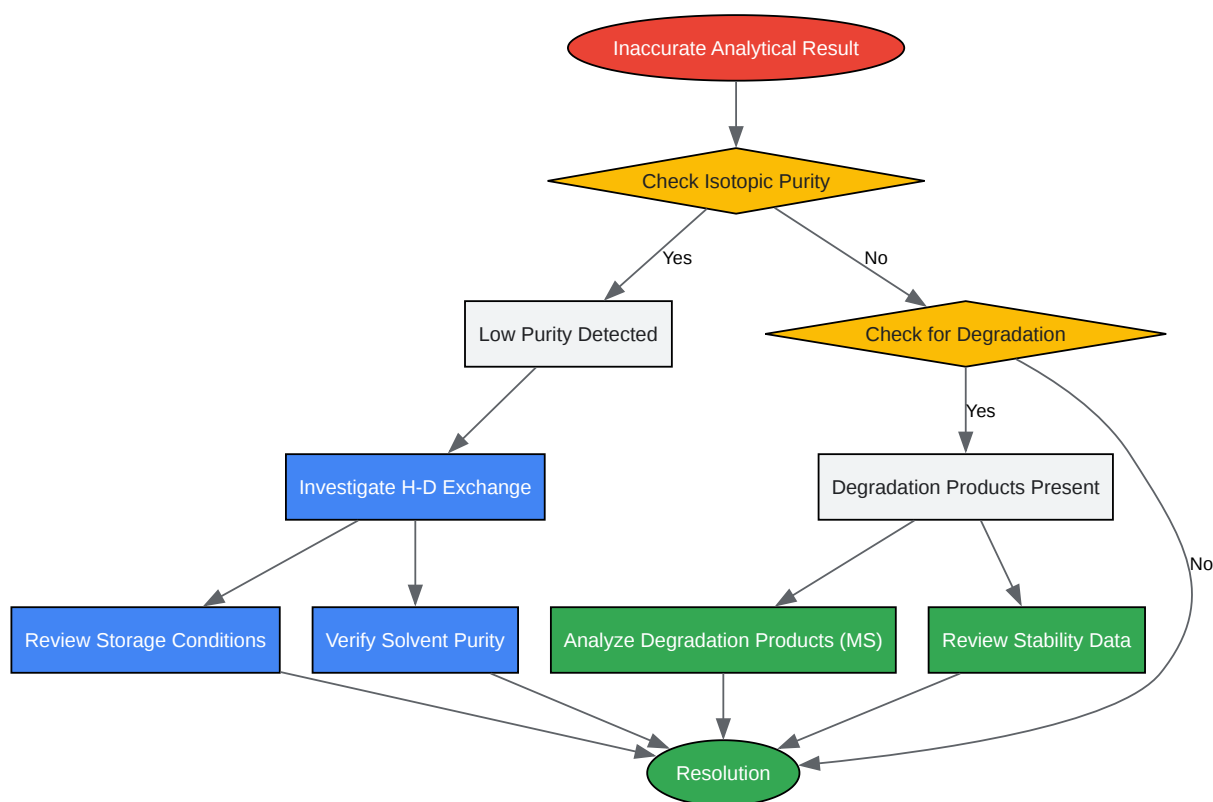 Inaccurate Analytical Result
Check Isotopic Purity
Yes
No
Low Purity Detected
Check for Degradation
Yes
Investigate H-D Exchange
Degradation Products Present
No
Review Storage Conditions
Verify Solvent Purity
Analyze Degradation Products (MS)
Review Stability Data
Resolution